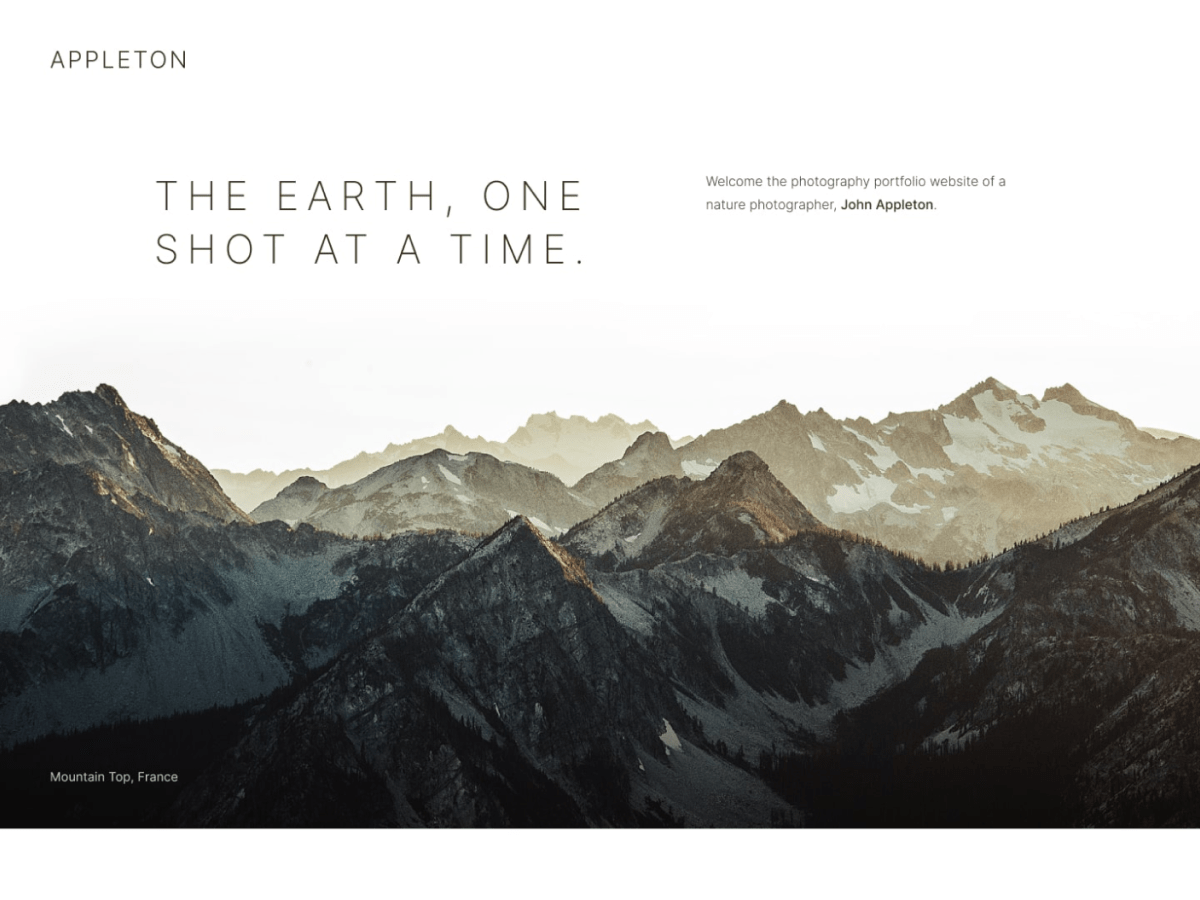 APPLETON
THE EARTH, ONE
SHOT AT A TIME.
Welcome the photography portfolio website of a
nature photographer, John Appleton.
Mountain Top, France